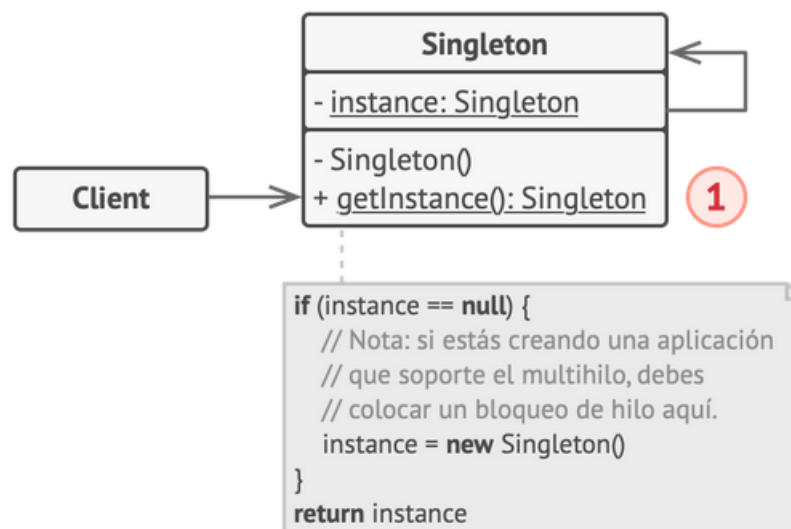 Singleton
- instance: Singleton
- Singleton()
+ getInstance(): Singleton
Client
1
if (instance == null) {
// Nota: si estás creando una aplicación
// que soporte el multihilo, debes
// colocar un bloqueo de hilo aquí.
instance = new Singleton()
}
return instance